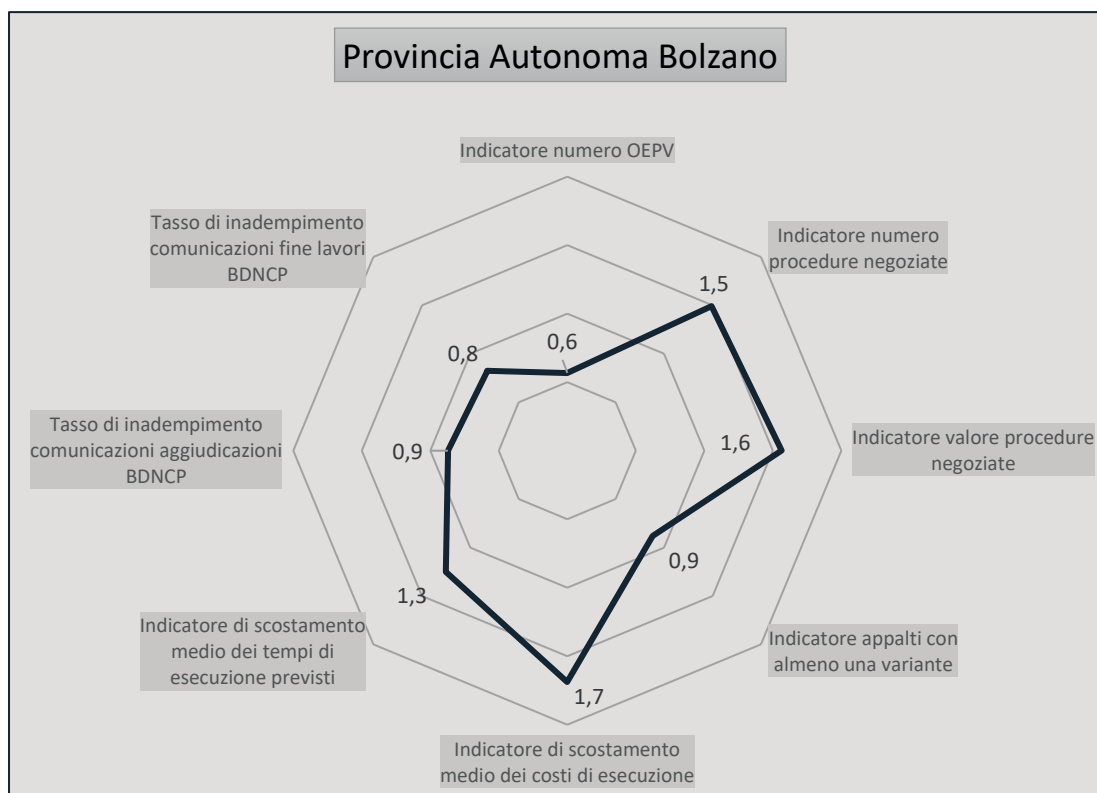 Provincia Autonoma Bolzano
Indicatore numero OEPV
Indicatore numero
procedure negoziate
Indicatore valore procedure
negoziate
Indicatore appalti con
almeno una variante
Indicatore di scostamento
medio dei costi di esecuzione
Indicatore di scostamento
medio dei tempi di
esecuzione previsti
Tasso di inadempimento
comunicazioni aggiudicazioni
BDNCP
Tasso di inadempimento
comunicazioni fine lavori
BDNCP
0,6
1,5
1,6
0,9
1,7
1,3
0,9
0,8